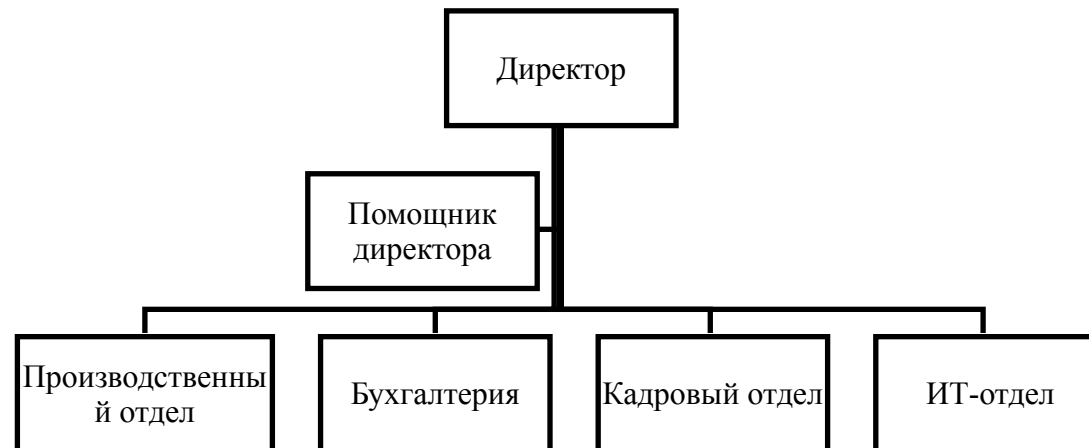 Директор
Помощник
директора
Производственны
й отдел
Бухгалтерия
Кадровый отдел
ИТ-отдел